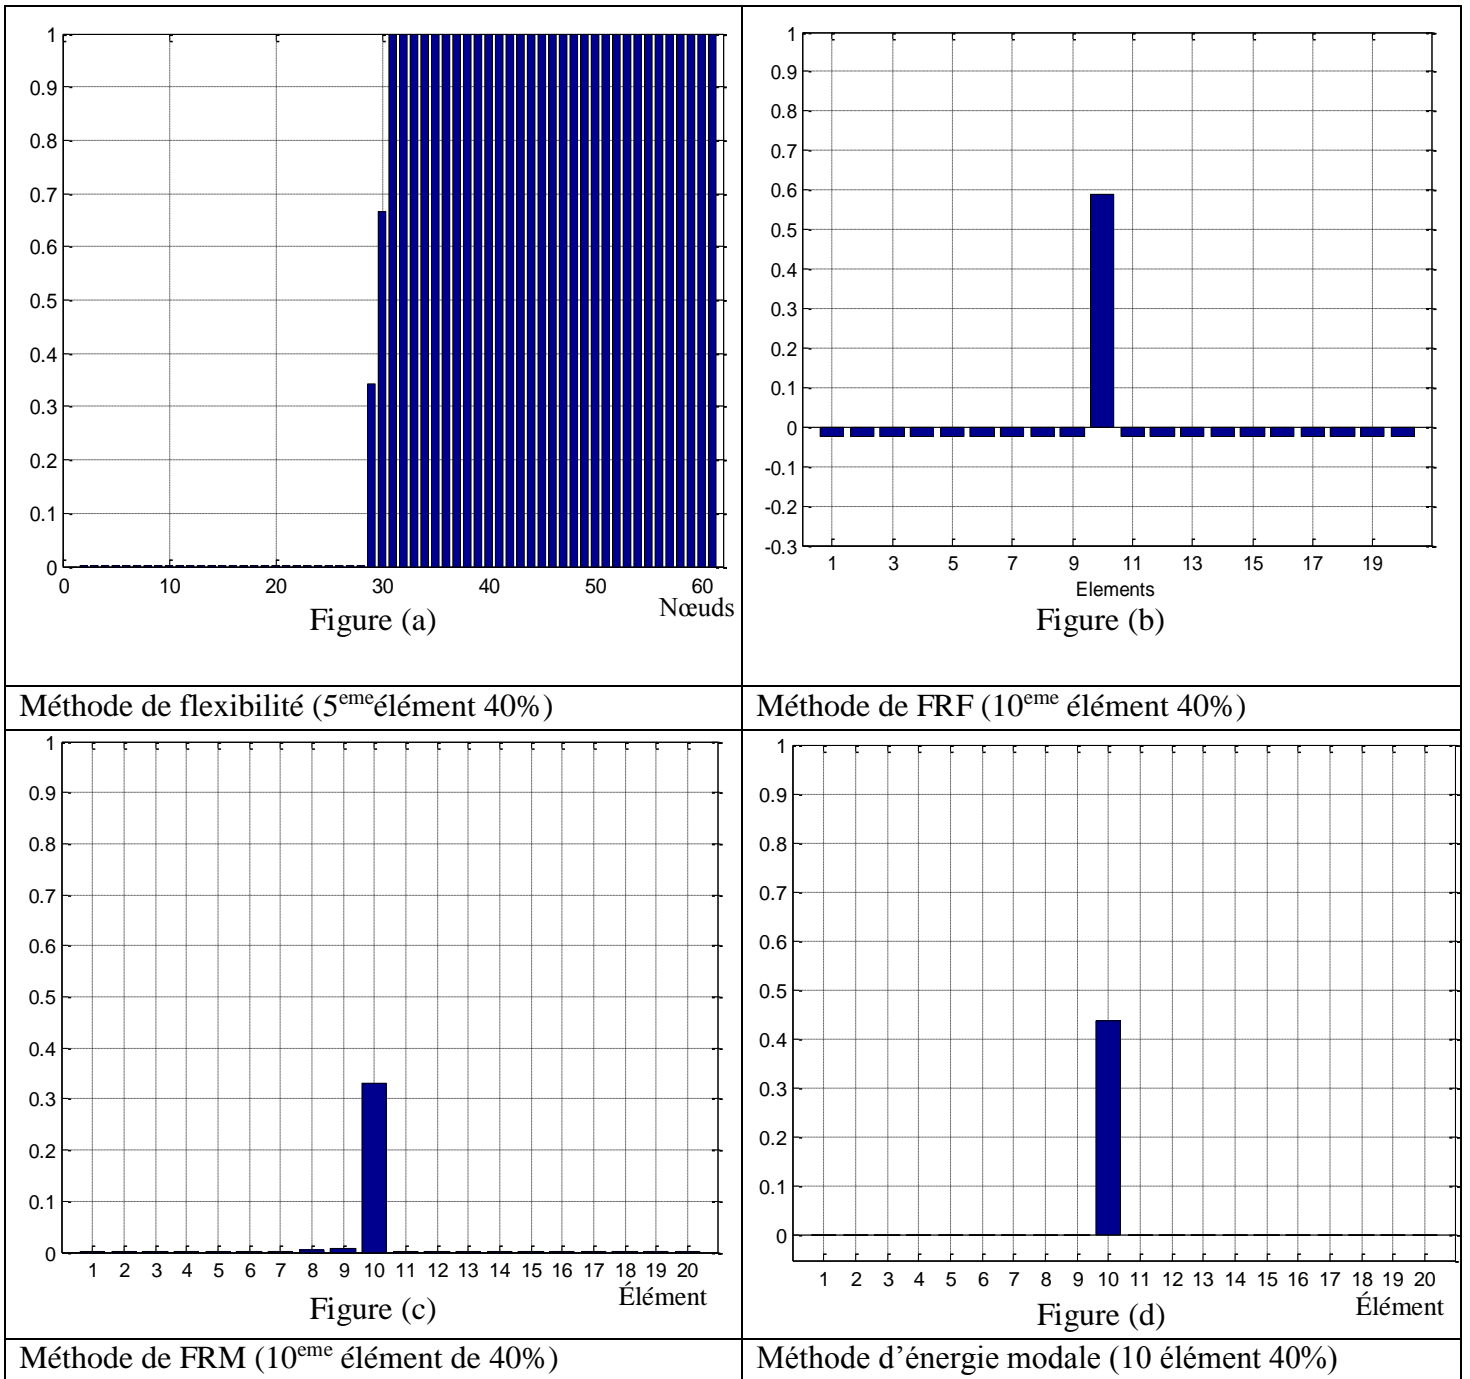 1
0.9
0.8
0.7
0.6
0.5
0.4
0.3
0.2
0.1
0
0 10 20 30 40 50 60
Nœuds
Figure (a)
1
0.9
0.8
0.7
0.6
0.5
0.4
0.3
0.2
0.1
0
-0.1
-0.2
-0.3
1 3 5 7 9 11 13 15 17 19
Elements
Figure (b)
Méthode de flexibilité (5eme élément 40%)
Méthode de FRF (10eme élément 40%)
1
0.9
0.8
0.7
0.6
0.5
0.4
0.3
0.2
0.1
0
1 2 3 4 5 6 7 8 9 10 11 12 13 14 15 16 17 18 19 20
Élément
Figure (c)
1
0.9
0.8
0.7
0.6
0.5
0.4
0.3
0.2
0.1
0
1 2 3 4 5 6 7 8 9 10 11 12 13 14 15 16 17 18 19 20
Élément
Figure (d)
Méthode de FRM (10eme élément de 40%)
Méthode d’énergie modale (10 élément 40%)